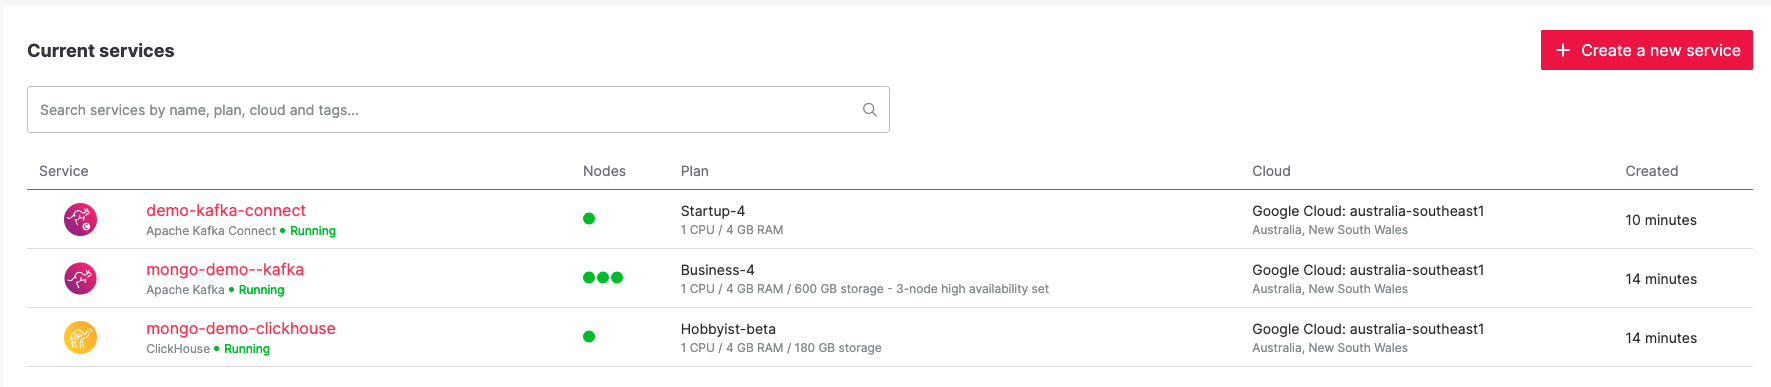 Current services
+ Create a new service
Search services by name, plan, cloud and tags...
Service Nodes Plan Cloud Created
demo-kafka-connect Startup-4 Google Cloud: australia-southeast1 10 minutes
Apache Kafka Connect • Running 1 CPU / 4 GB RAM Australia, New South Wales
mongo-demo--kafka Business-4 Google Cloud: australia-southeast1 14 minutes
Apache Kafka • Running 1 CPU / 4 GB RAM / 600 GB storage - 3-node high availability set Australia, New South Wales
mongo-demo-clickhouse Hobbyist-beta Google Cloud: australia-southeast1 14 minutes
ClickHouse • Running 1 CPU / 4 GB RAM / 180 GB storage Australia, New South Wales